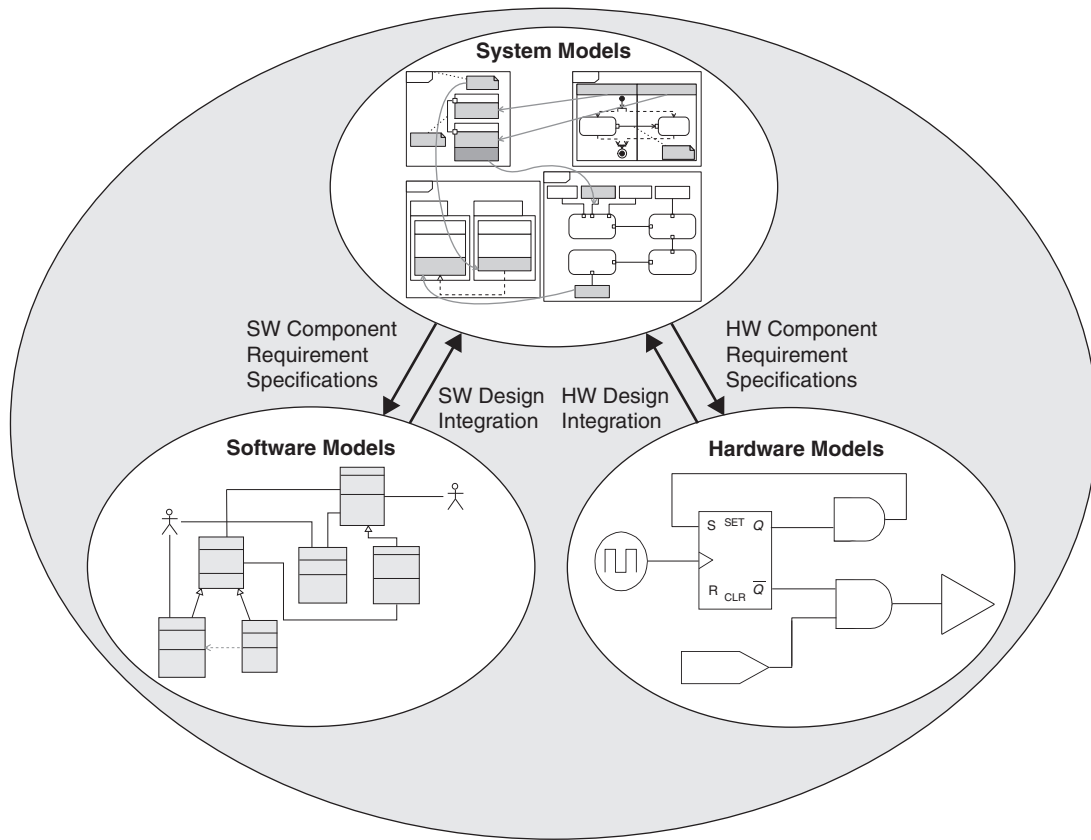 System Models
SW Component
Requirement
Specifications
HW Component
Requirement
Specifications
SW Design
Integration
HW Design
Integration
Software Models
Hardware Models
S SET Q
R CLR Q̅